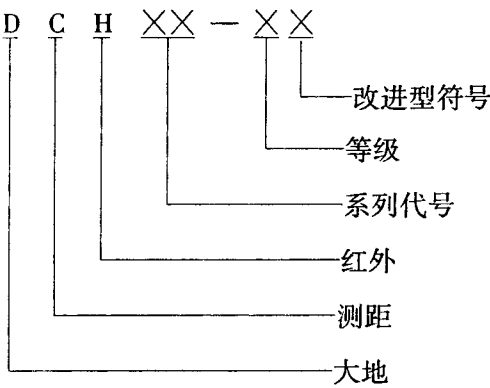 D C H ×× — × ×
改进型符号
等级
系列代号
红外
测距
大地